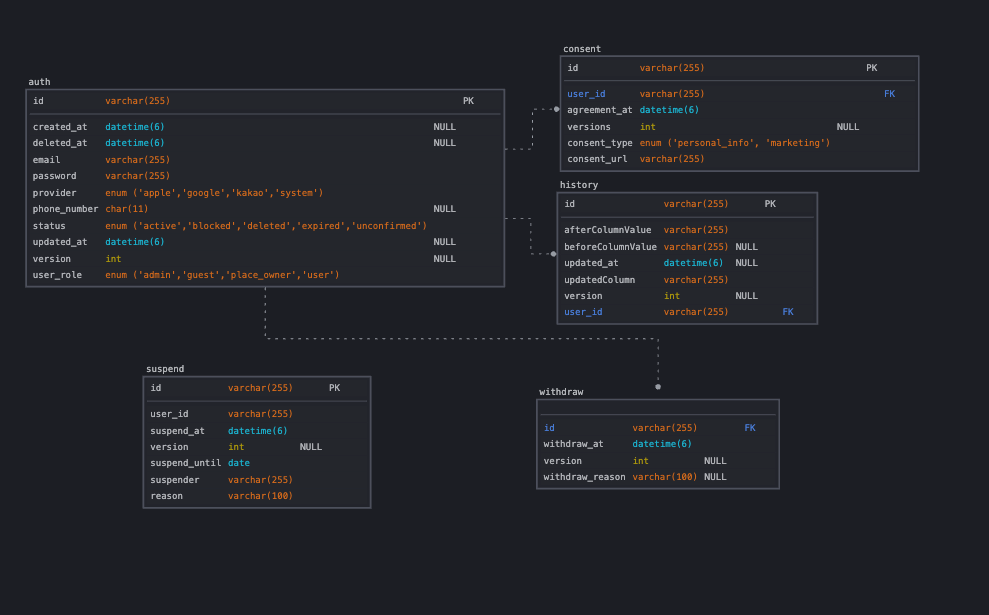 auth
id varchar(255) PK
created_at datetime(6) NULL
deleted_at datetime(6) NULL
email varchar(255)
password varchar(255)
provider enum ('apple','google','kakao','system')
phone_number char(11) NULL
status enum ('active','blocked','deleted','expired','unconfirmed')
updated_at datetime(6) NULL
version int NULL
user_role enum ('admin','guest','place_owner','user')
consent
id varchar(255) PK
user_id varchar(255) FK
agreement_at datetime(6)
versions int NULL
consent_type enum ('personal_info', 'marketing')
consent_url varchar(255)
history
id varchar(255) PK
afterColumnValue varchar(255)
beforeColumnValue varchar(255) NULL
updated_at datetime(6) NULL
updatedColumn varchar(255)
version int NULL
user_id varchar(255) FK
suspend
id varchar(255) PK
user_id varchar(255)
suspend_at datetime(6)
version int NULL
suspend_until date
suspender varchar(255)
reason varchar(100)
withdraw
id varchar(255) FK
withdraw_at datetime(6)
version int NULL
withdraw_reason varchar(100) NULL